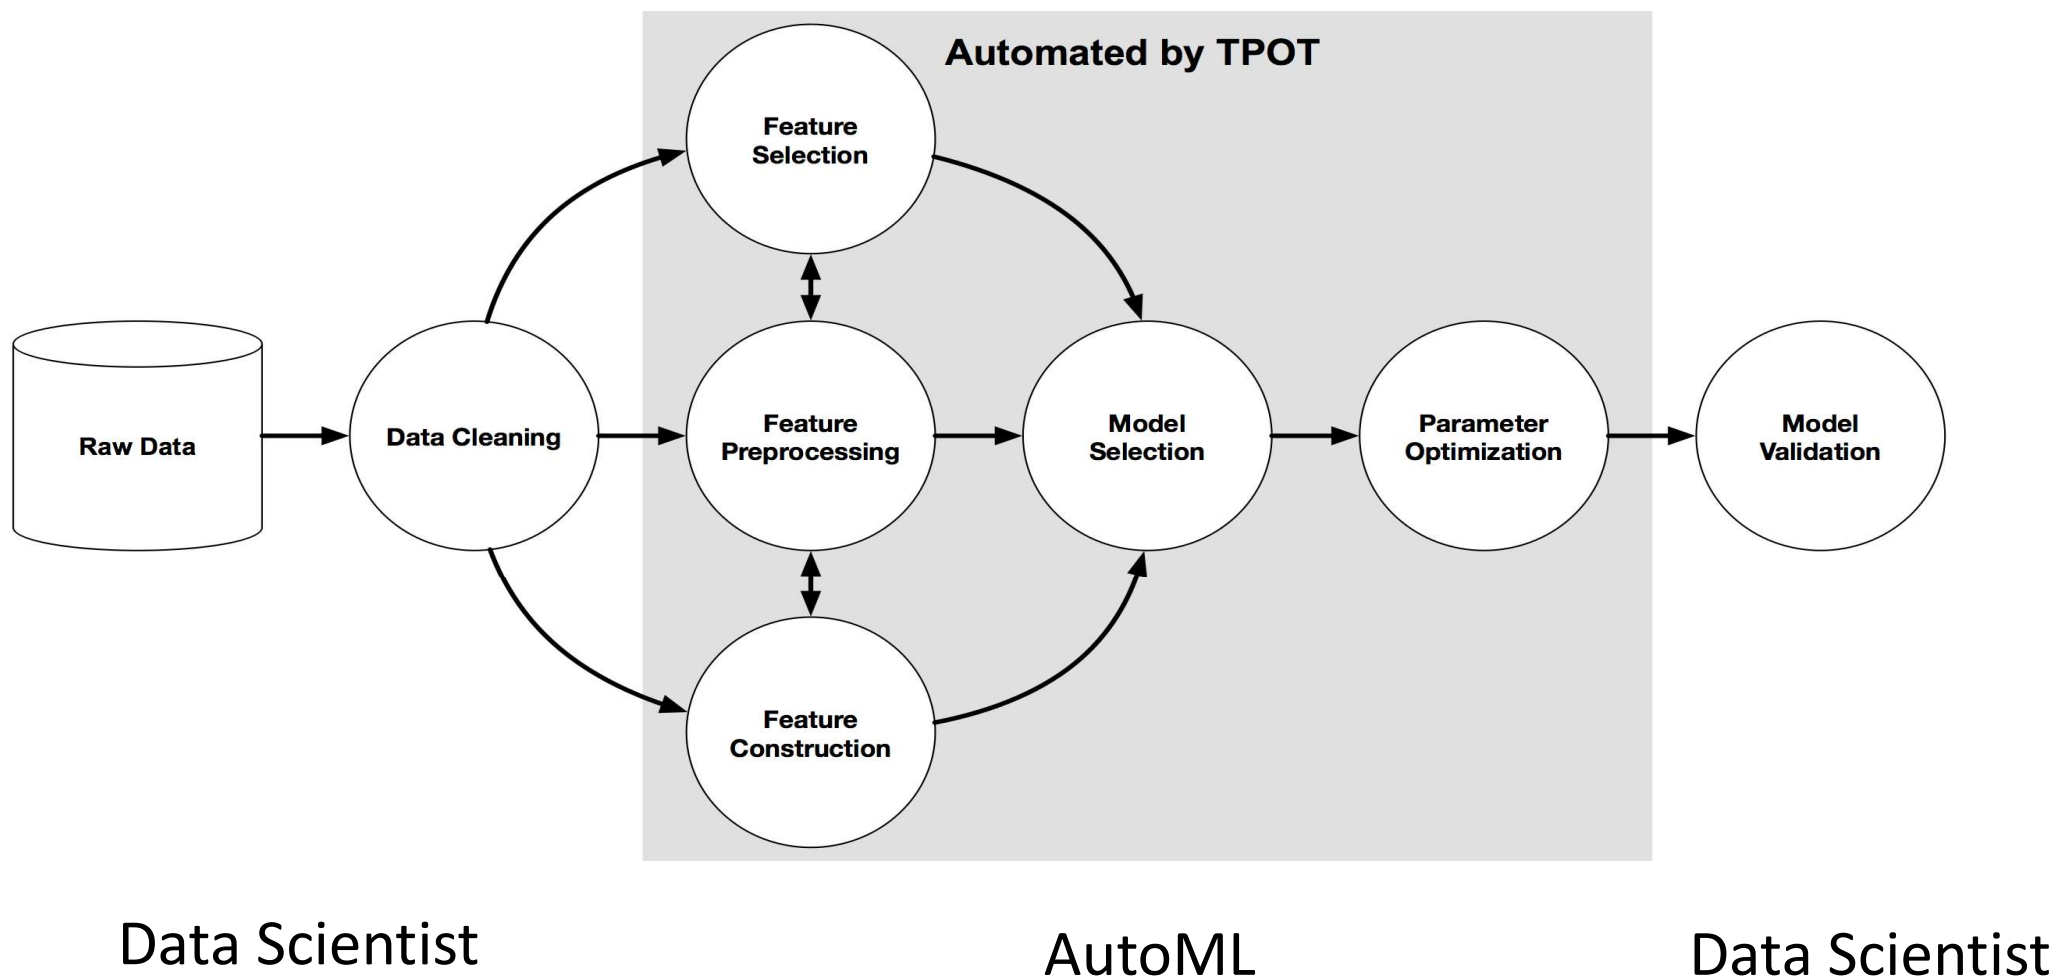 Automated by TPOT
Feature
Selection
Raw Data
Data Cleaning
Feature
Preprocessing
Model
Selection
Parameter
Optimization
Model
Validation
Feature
Construction
Data Scientist
AutoML
Data Scientist